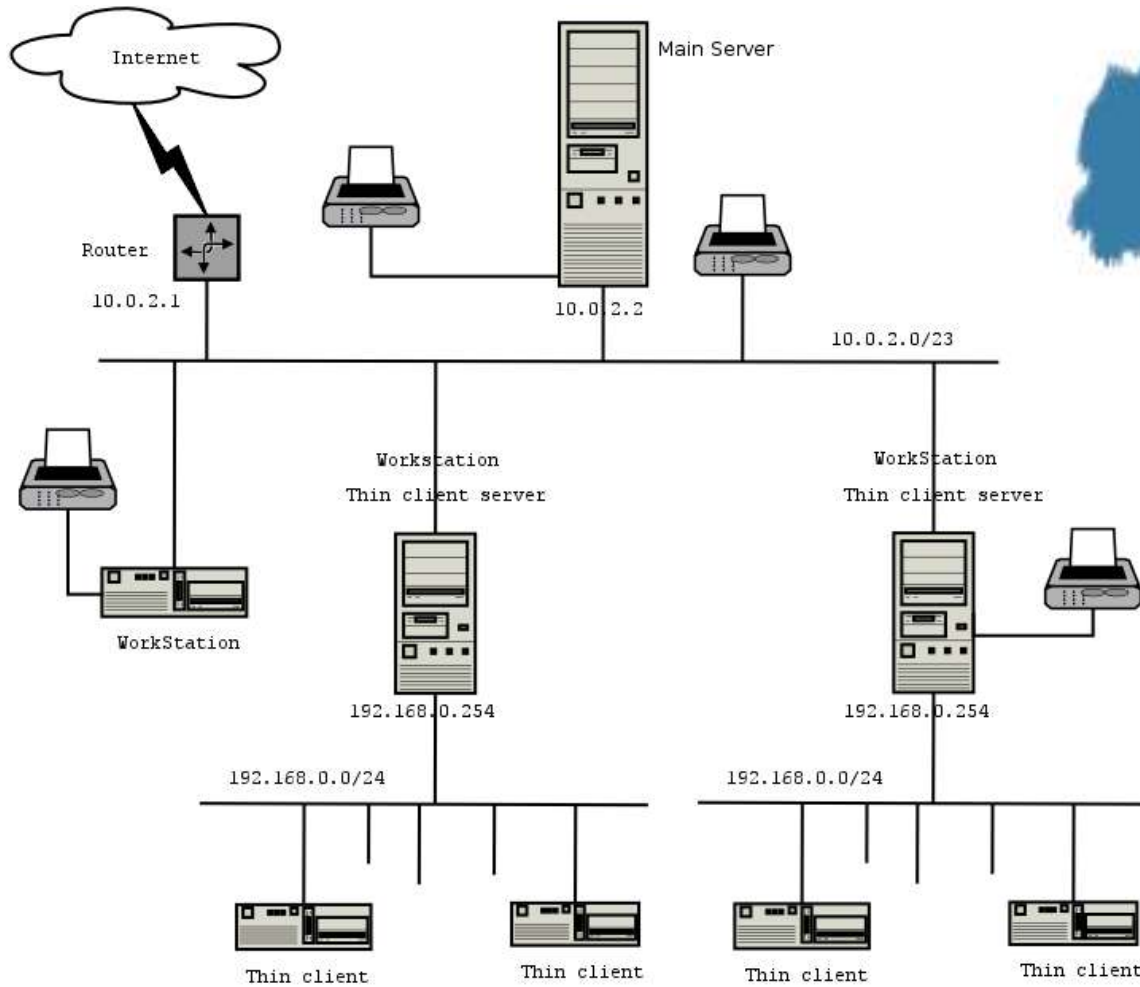 Internet
Main Server
Router
10.0.2.1
10.0.2.2
10.0.2.0/23
Workstation
Thin client server
WorkStation
Thin client server
WorkStation
192.168.0.254
192.168.0.254
192.168.0.0/24
192.168.0.0/24
Thin client
Thin client
Thin client
Thin client